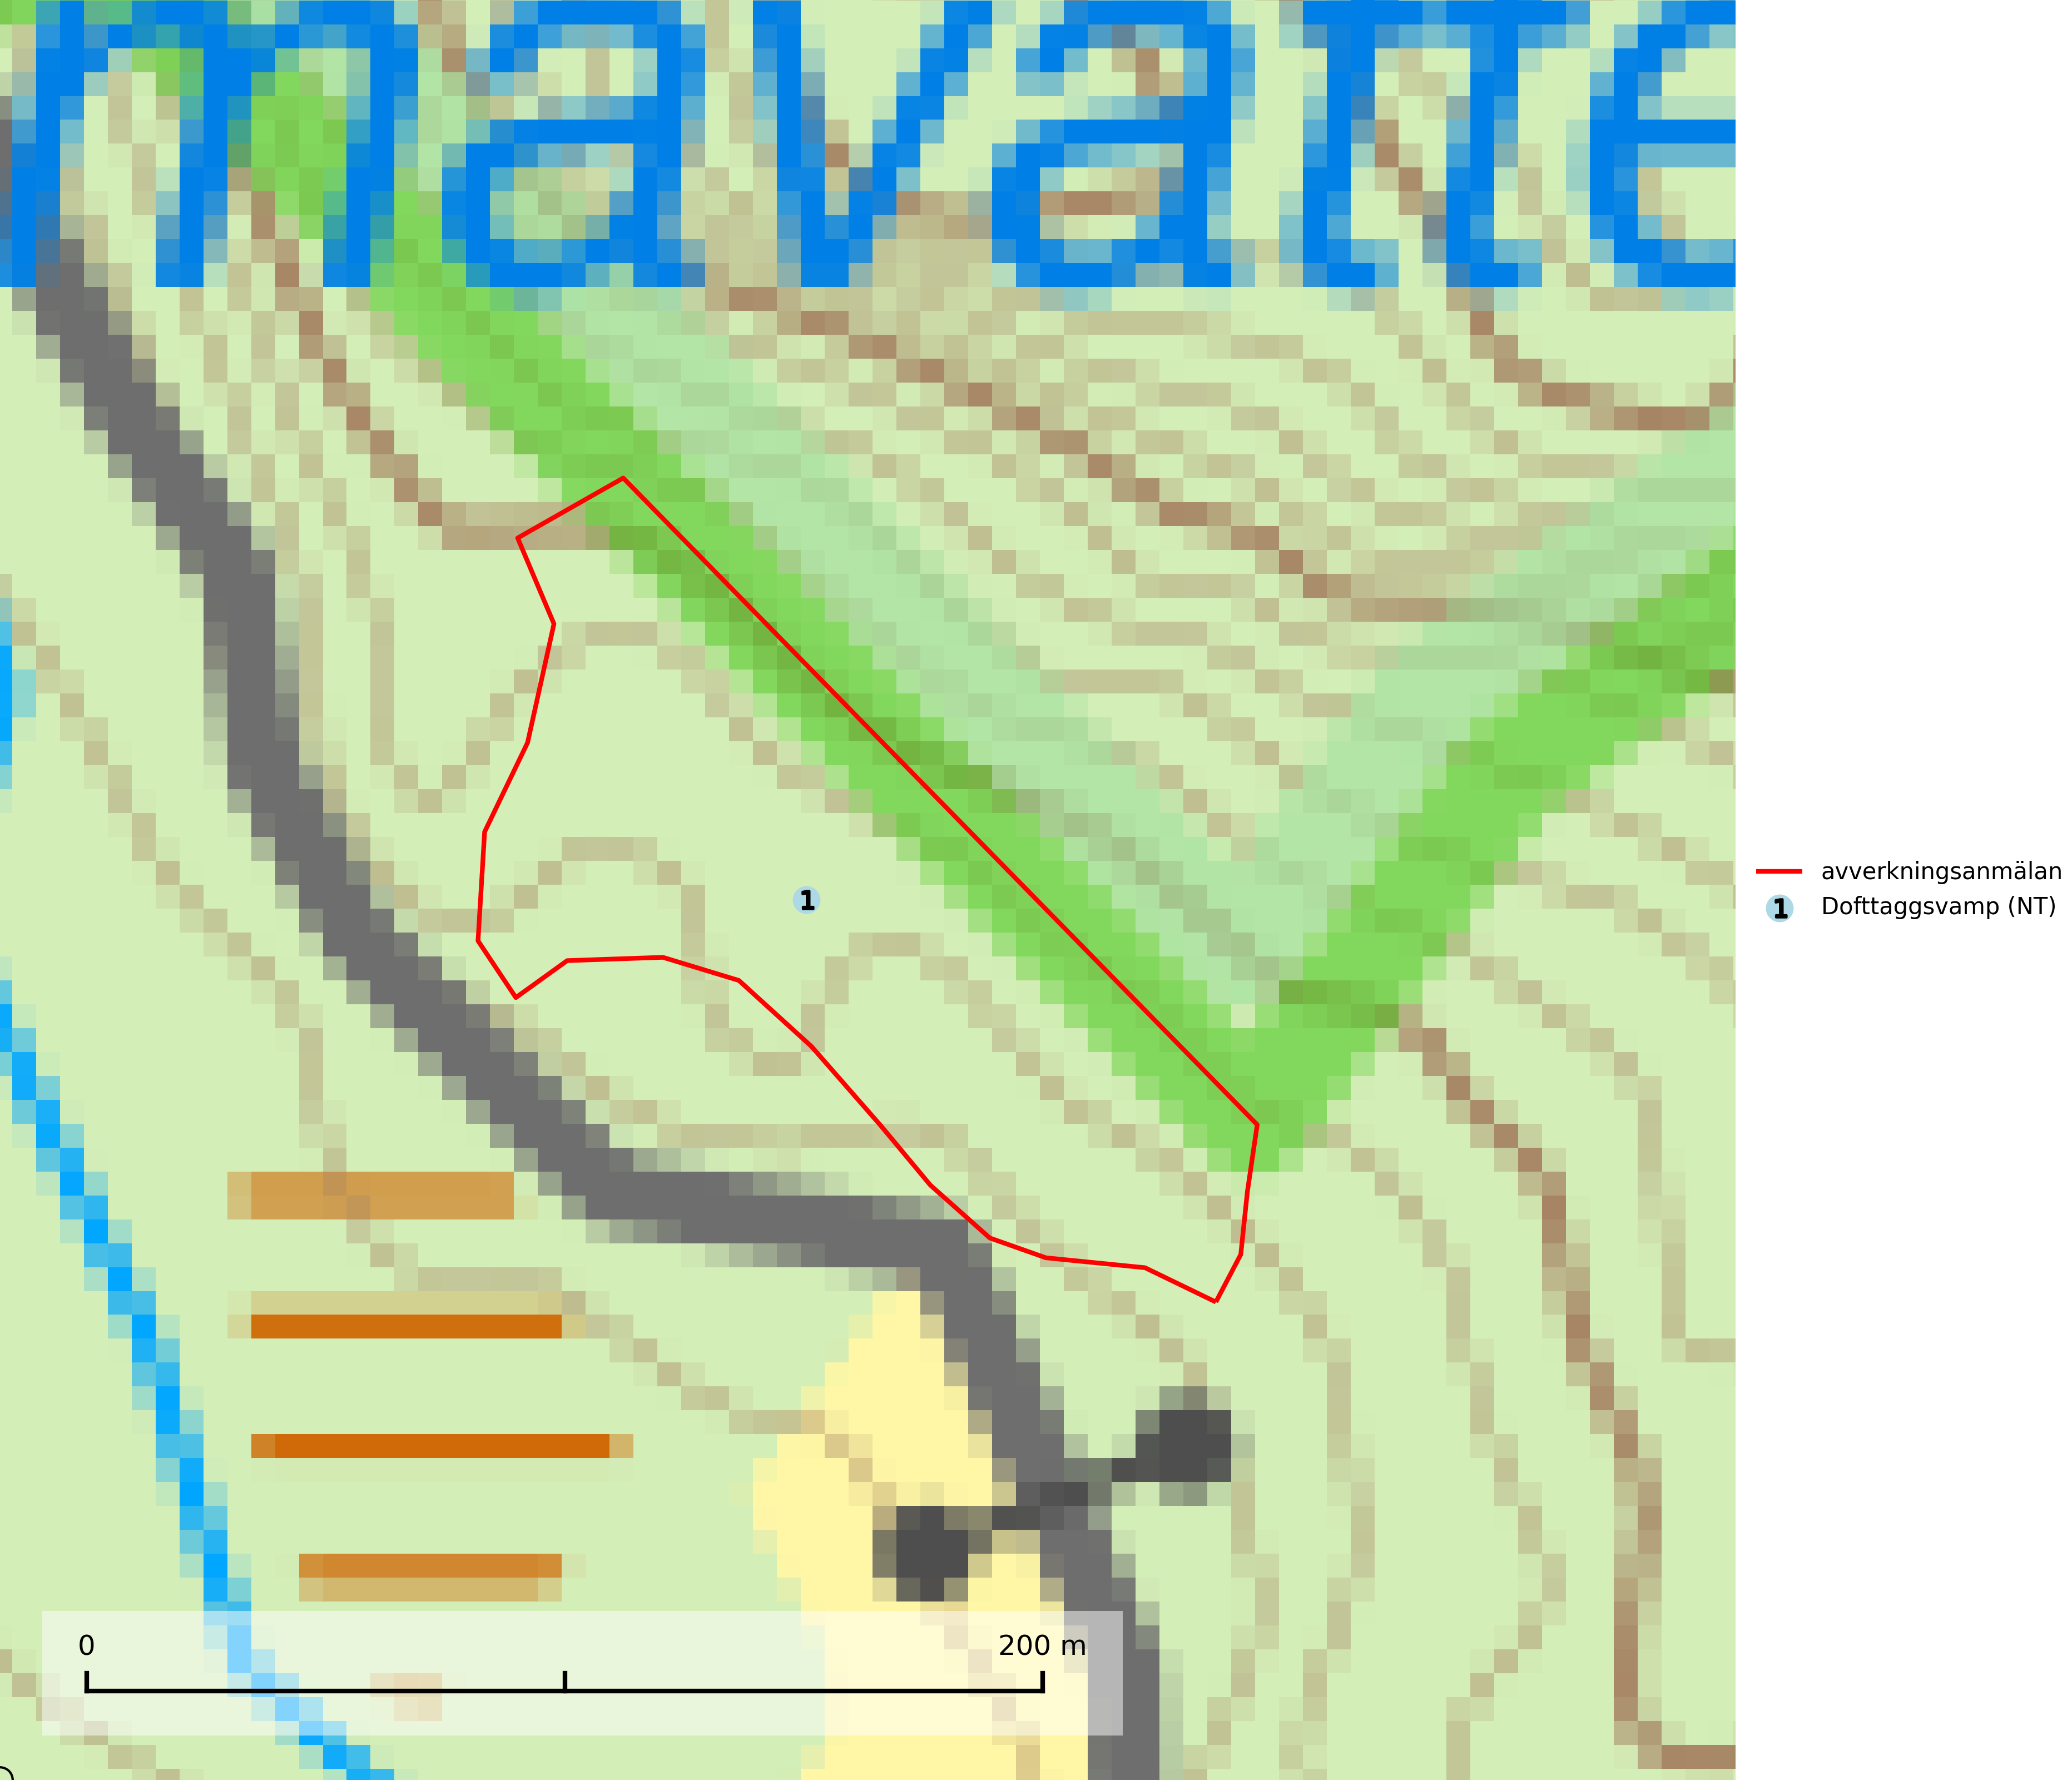 1
avverkningsanmälan
1 Dofttaggsvamp (NT)
0 200 m